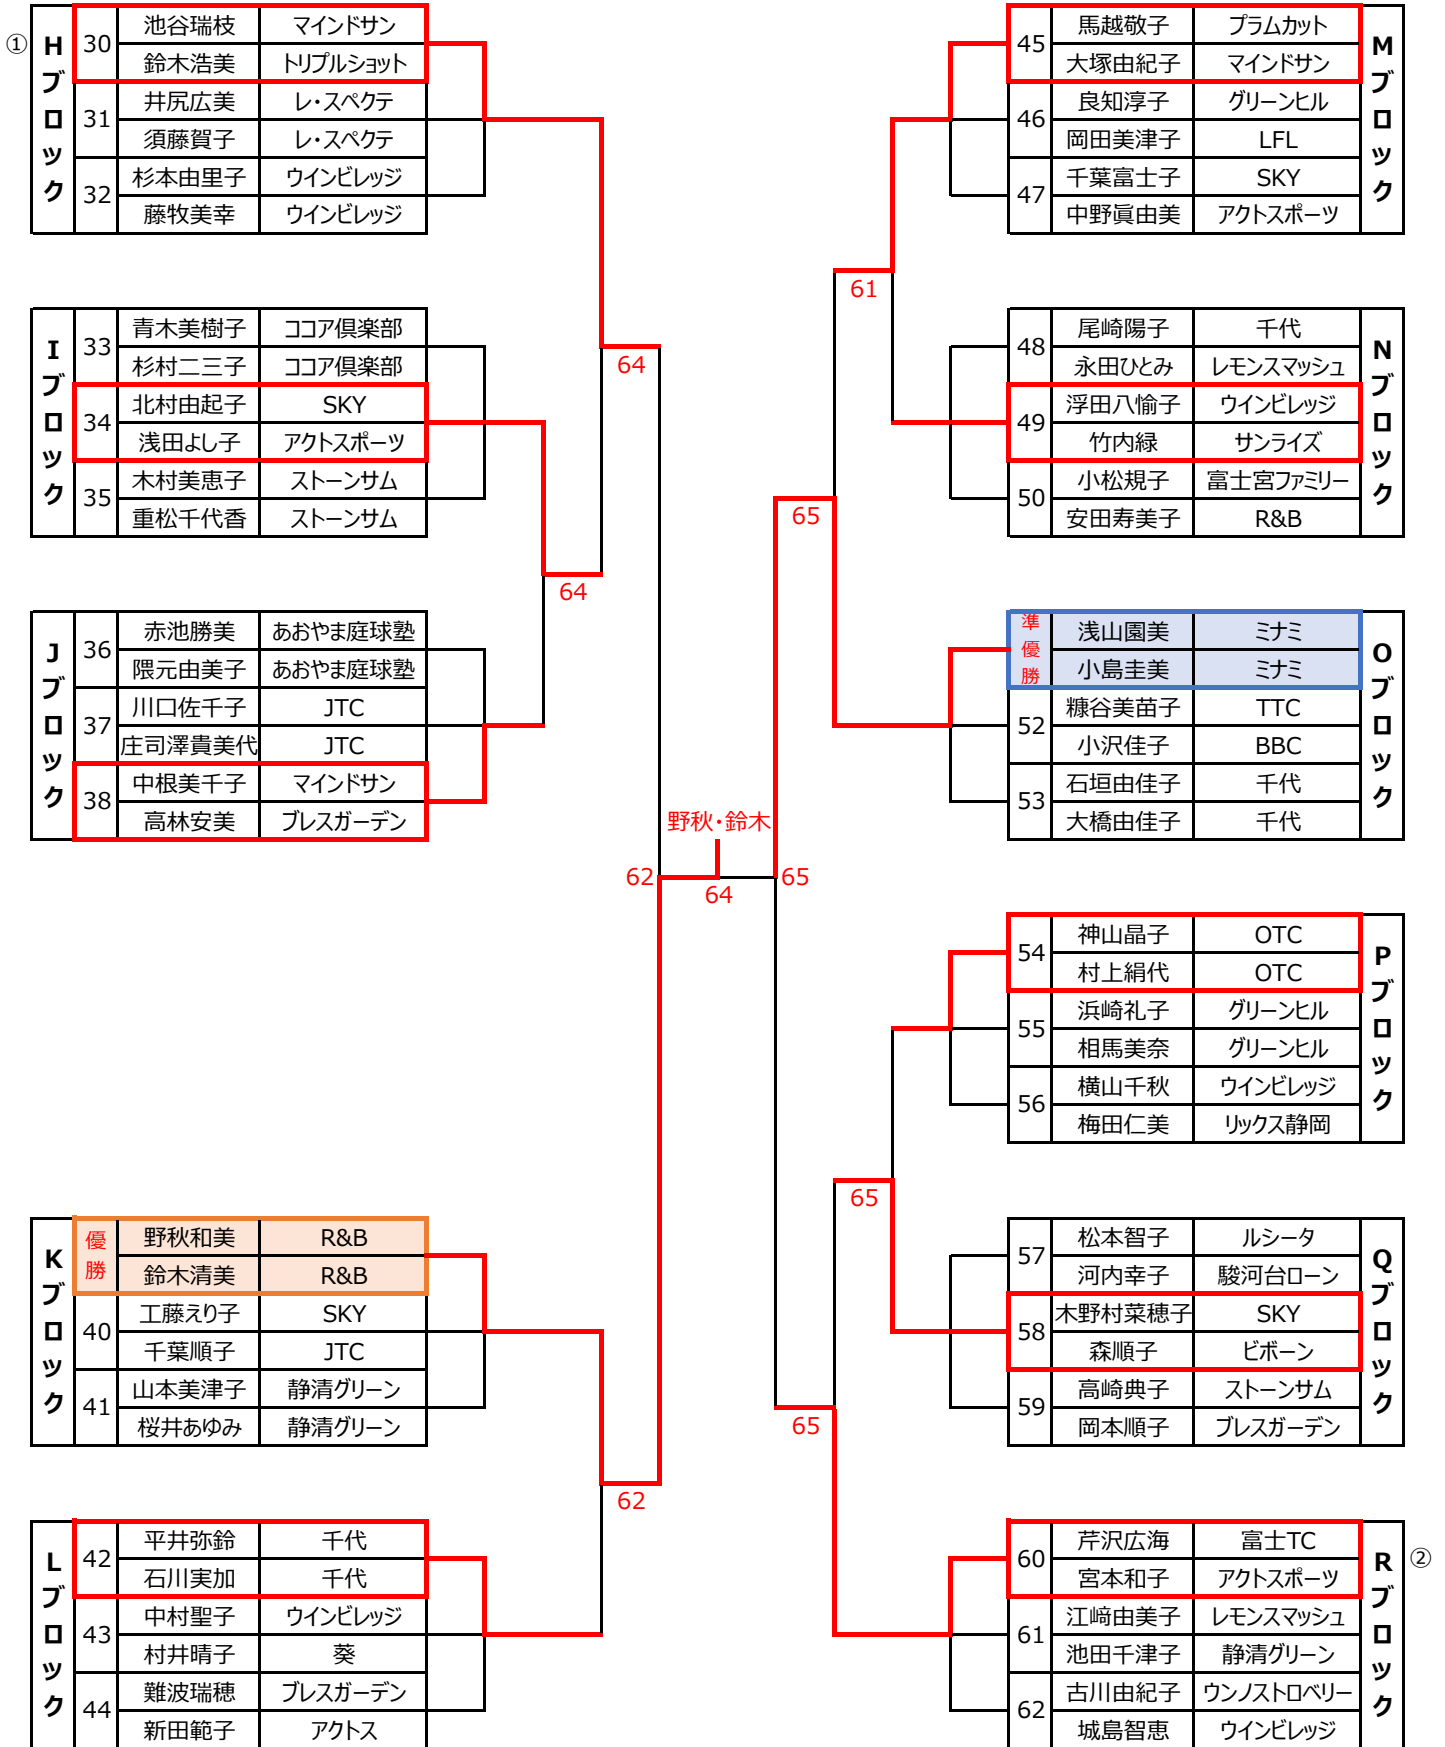 ①
Hブロック
30
池谷瑞枝 マインドサン
鈴木浩美 トリプルショット
31
井尻広美 レ・スペクテ
須藤賀子 レ・スペクテ
32
杉本由里子 ウインビレッジ
藤牧美幸 ウインビレッジ
Iブロック
33
青木美樹子 ココア倶楽部
杉村二三子 ココア倶楽部
34
北村由起子 SKY
浅田よし子 アクトスポーツ
35
木村美恵子 ストーンサム
重松千代香 ストーンサム
Jブロック
36
赤池勝美 あおやま庭球塾
隈元由美子 あおやま庭球塾
37
川口佐千子 JTC
庄司澤貴美代 JTC
38
中根美千子 マインドサン
高林安美 ブレスガーデン
Kブロック
優勝
野秋和美 R&B
鈴木清美 R&B
40
工藤えり子 SKY
千葉順子 JTC
41
山本美津子 静清グリーン
桜井あゆみ 静清グリーン
Lブロック
42
平井弥鈴 千代
石川実加 千代
43
中村聖子 ウインビレッジ
村井晴子 葵
44
難波瑞穂 ブレスガーデン
新田範子 アクトス
64
64
62
62
野秋・鈴木
64
65
65
61
65
65
Mブロック
45
馬越敬子 プラムカット
大塚由紀子 マインドサン
46
良知淳子 グリーンヒル
岡田美津子 LFL
47
千葉富士子 SKY
中野眞由美 アクトスポーツ
Nブロック
48
尾崎陽子 千代
永田ひとみ レモンスマッシュ
49
浮田八愉子 ウインビレッジ
竹内緑 サンライズ
50
小松規子 富士宮ファミリー
安田寿美子 R&B
Oブロック
準優勝
浅山園美 ミナミ
小島圭美 ミナミ
52
糠谷美苗子 TTC
小沢佳子 BBC
53
石垣由佳子 千代
大橋由佳子 千代
Pブロック
54
神山晶子 OTC
村上絹代 OTC
55
浜崎礼子 グリーンヒル
相馬美奈 グリーンヒル
56
横山千秋 ウインビレッジ
梅田仁美 リックス静岡
Qブロック
57
松本智子 ルシータ
河内幸子 駿河台ローン
58
木野村菜穂子 SKY
森順子 ビボーン
59
高崎典子 ストーンサム
岡本順子 ブレスガーデン
Rブロック
②
60
芹沢広海 富士TC
宮本和子 アクトスポーツ
61
江﨑由美子 レモンスマッシュ
池田千津子 静清グリーン
62
古川由紀子 ウンノストロベリー
城島智恵 ウインビレッジ